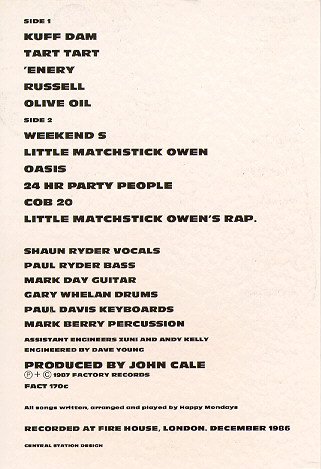 SIDE 1
KUFF DAM
TART TART
'ENERY
RUSSELL
OLIVE OIL
SIDE 2
WEEKEND S
LITTLE MATCHSTICK OWEN
OASIS
24 HR PARTY PEOPLE
COB 20
LITTLE MATCHSTICK OWEN'S RAP.
SHAUN RYDER VOCALS
PAUL RYDER BASS
MARK DAY GUITAR
GARY WHELAN DRUMS
PAUL DAVIS KEYBOARDS
MARK BERRY PERCUSSION
ASSISTANT ENGINEERS ZUNI AND ANDY KELLY
ENGINEERED BY DAVE YOUNG
PRODUCED BY JOHN CALE
Ⓟ + © 1987 FACTORY RECORDS
FACT 170c
All songs written, arranged and played by Happy Mondays
RECORDED AT FIRE HOUSE, LONDON. DECEMBER 1986
CENTRAL STATION DESIGN